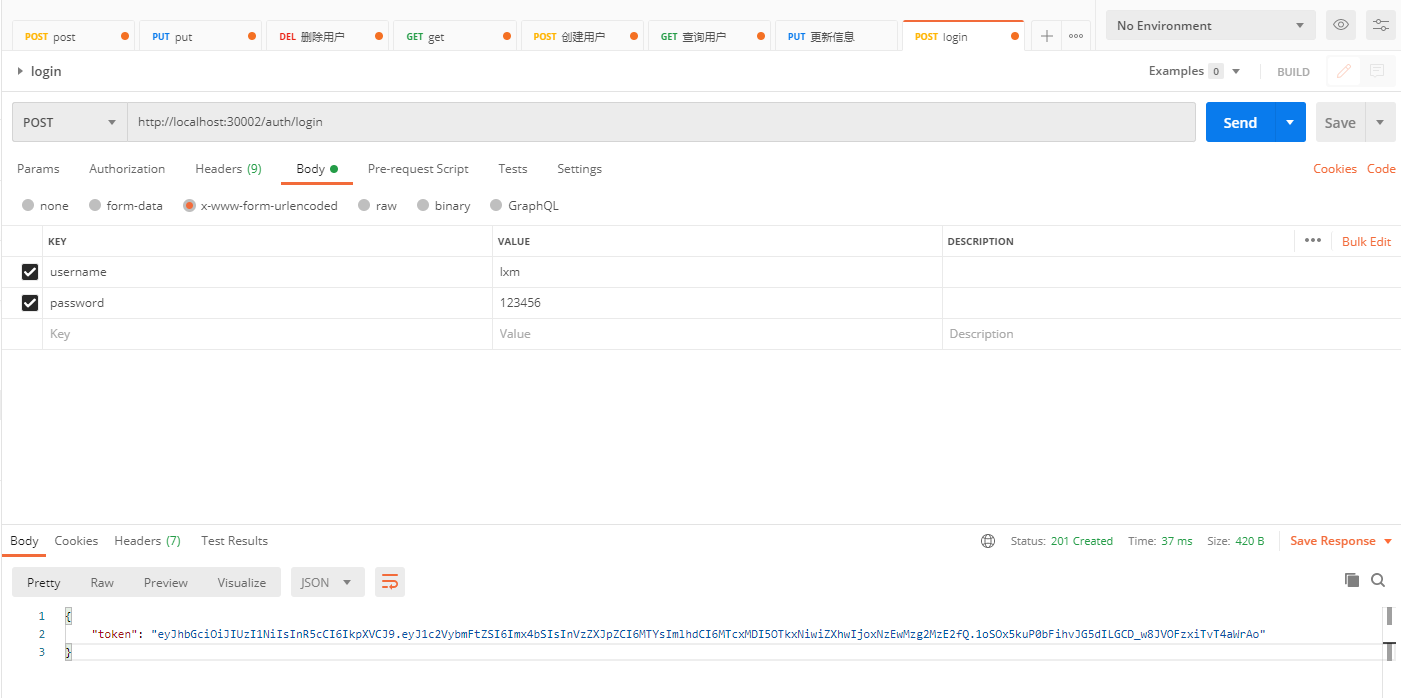 POST post PUT put DEL 删除用户 GET get POST 创建用户 GET 查询用户 PUT 更新信息 POST login No Environment
login Examples 0 BUILD
POST http://localhost:30002/auth/login Send Save
Params Authorization Headers (9) Body Pre-request Script Tests Settings Cookies Code
none form-data x-www-form-urlencoded raw binary GraphQL
KEY VALUE DESCRIPTION Bulk Edit
username lxm
password 123456
Key Value Description
Body Cookies Headers (7) Test Results Status: 201 Created Time: 37 ms Size: 420 B Save Response
Pretty Raw Preview Visualize JSON
1 {
2 "token": "eyJhbGciOiJIUzI1NiIsInR5cCI6IkpXVCJ9.eyJ1c2VybmFtZSI6Imx4bSIsInVzZXJpZCI6MTYsImlhdCI6MTcxMDI5OTkxNiwiZXhwIjoxNzEwMzg2MzE2fQ.1oSOx5kuP0bFihvJG5dILGCD_w8JVOFzxiTvT4aWrAo"
3 }